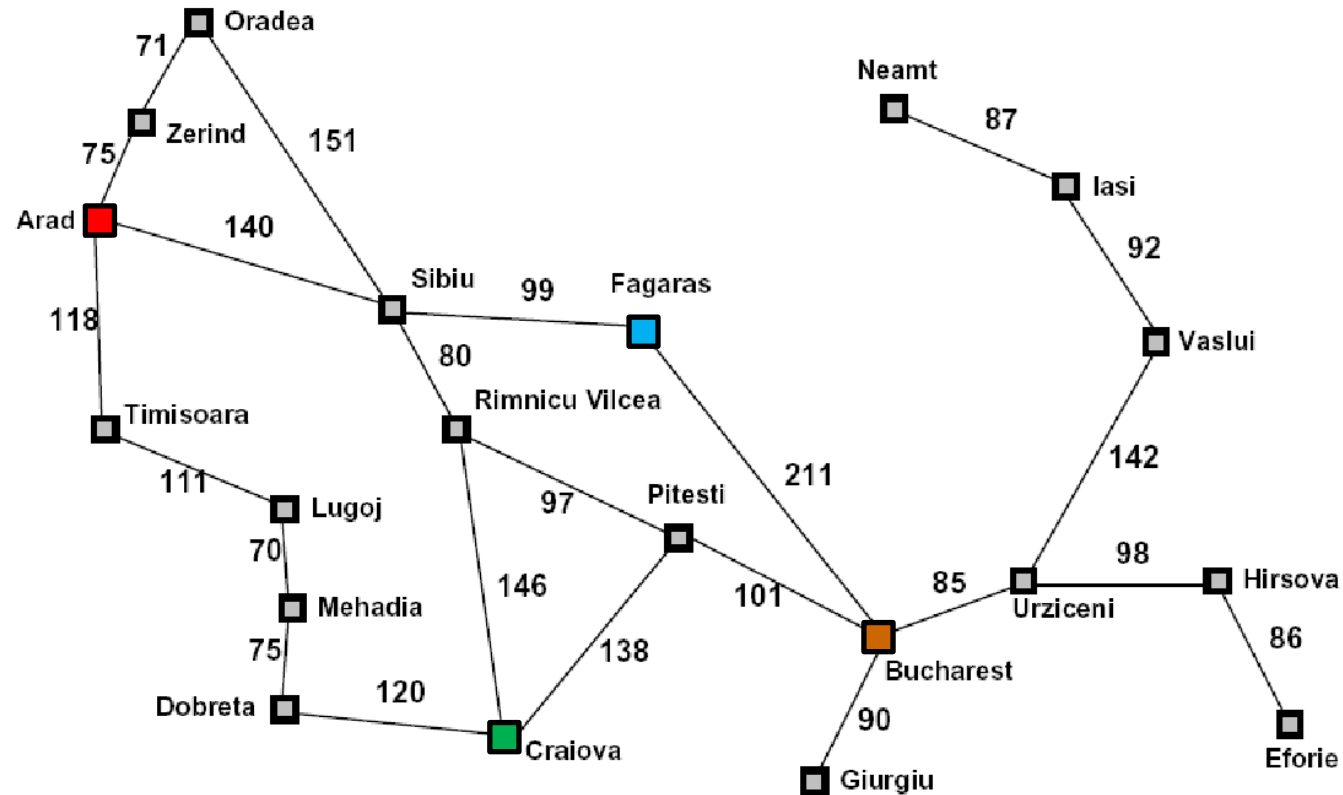 Oradea
71
Neamt
87
Zerind
151
75
Iasi
Arad
140
92
Sibiu
Fagaras
99
118
Vaslui
80
Rimnicu Vilcea
Timisoara
142
111
211
Pitesti
Lugoj
97
70
98
Hirsova
146
85
101
Urziceni
Mehadia
86
75
138
Bucharest
120
Dobreta
90
Craiova
Eforie
Giurgiu